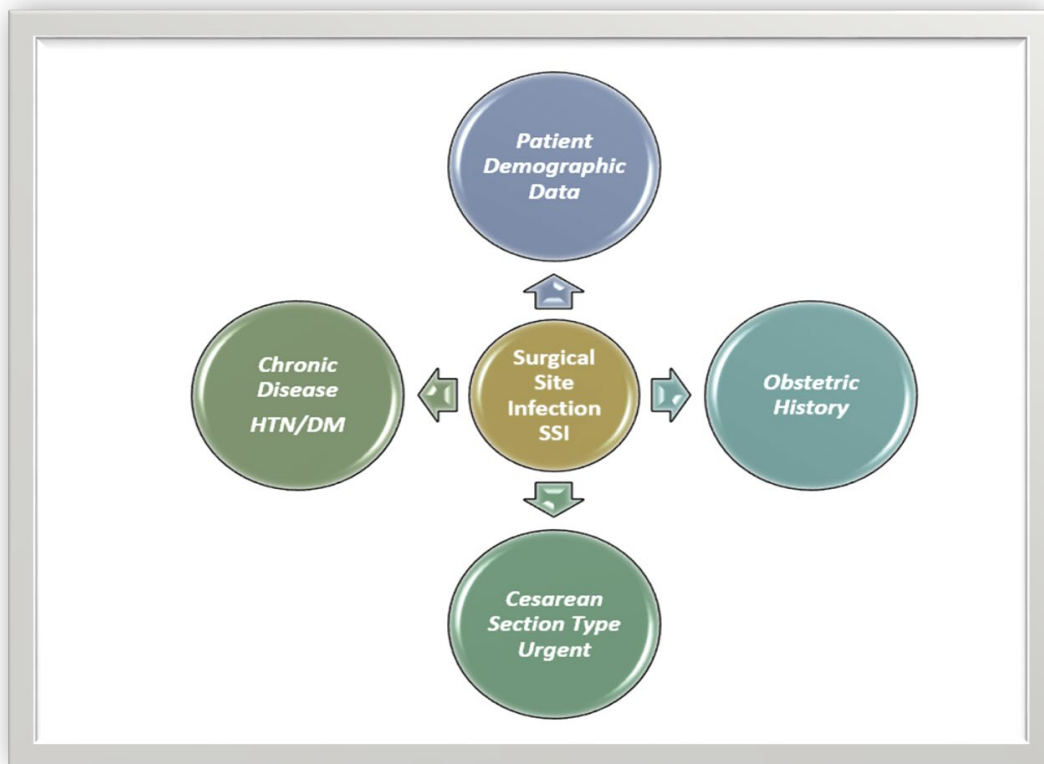 Patient
Demographic
Data
Chronic
Disease
HTN/DM
Surgical
Site
Infection
SSI
Obstetric
History
Cesarean
Section Type
Urgent